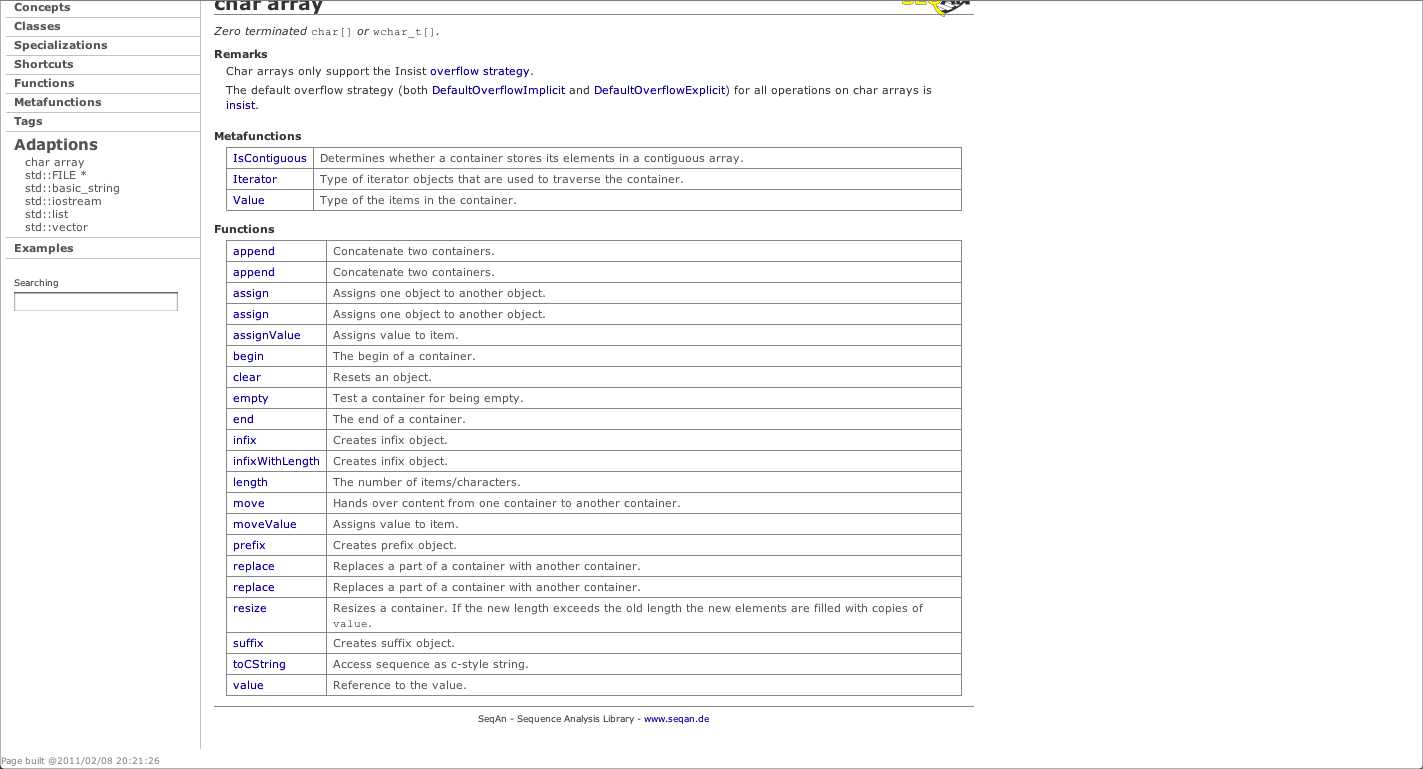 Concepts
Classes
Specializations
Shortcuts
Functions
Metafunctions
Tags
Adaptions
char array
std::FILE *
std::basic_string
std::iostream
std::list
std::vector
Examples
Searching
char array
Zero terminated char[] or wchar_t[].
Remarks
Char arrays only support the Insist overflow strategy.
The default overflow strategy (both DefaultOverflowImplicit and DefaultOverflowExplicit) for all operations on char arrays is
insist.
Metafunctions
IsContiguous Determines whether a container stores its elements in a contiguous array.
Iterator Type of iterator objects that are used to traverse the container.
Value Type of the items in the container.
Functions
append Concatenate two containers.
append Concatenate two containers.
assign Assigns one object to another object.
assign Assigns one object to another object.
assignValue Assigns value to item.
begin The begin of a container.
clear Resets an object.
empty Test a container for being empty.
end The end of a container.
infix Creates infix object.
infixWithLength Creates infix object.
length The number of items/characters.
move Hands over content from one container to another container.
moveValue Assigns value to item.
prefix Creates prefix object.
replace Replaces a part of a container with another container.
replace Replaces a part of a container with another container.
resize Resizes a container. If the new length exceeds the old length the new elements are filled with copies of
value.
suffix Creates suffix object.
toCString Access sequence as c-style string.
value Reference to the value.
SeqAn - Sequence Analysis Library - www.seqan.de
Page built @2011/02/08 20:21:26